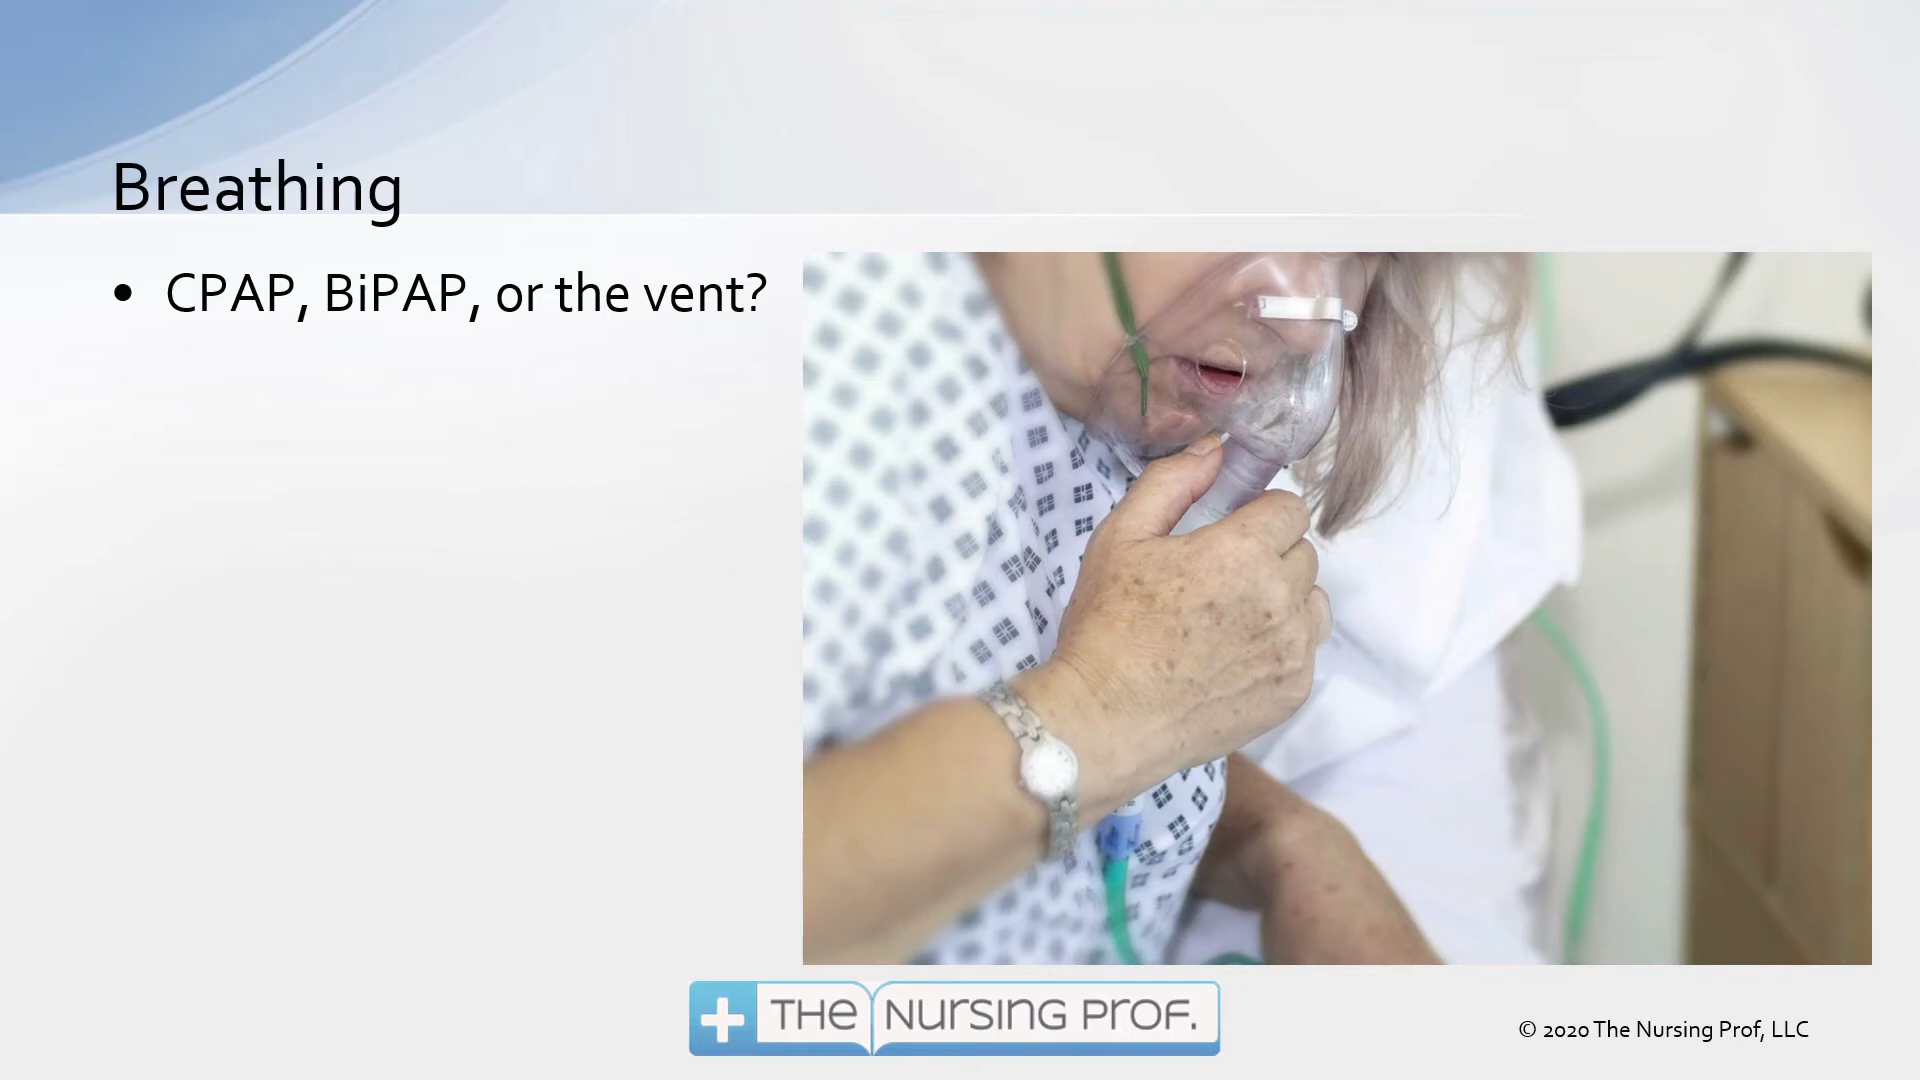 Breathing
• CPAP, BiPAP, or the vent?
THE NURSING PROF.
© 2020 The Nursing Prof, LLC